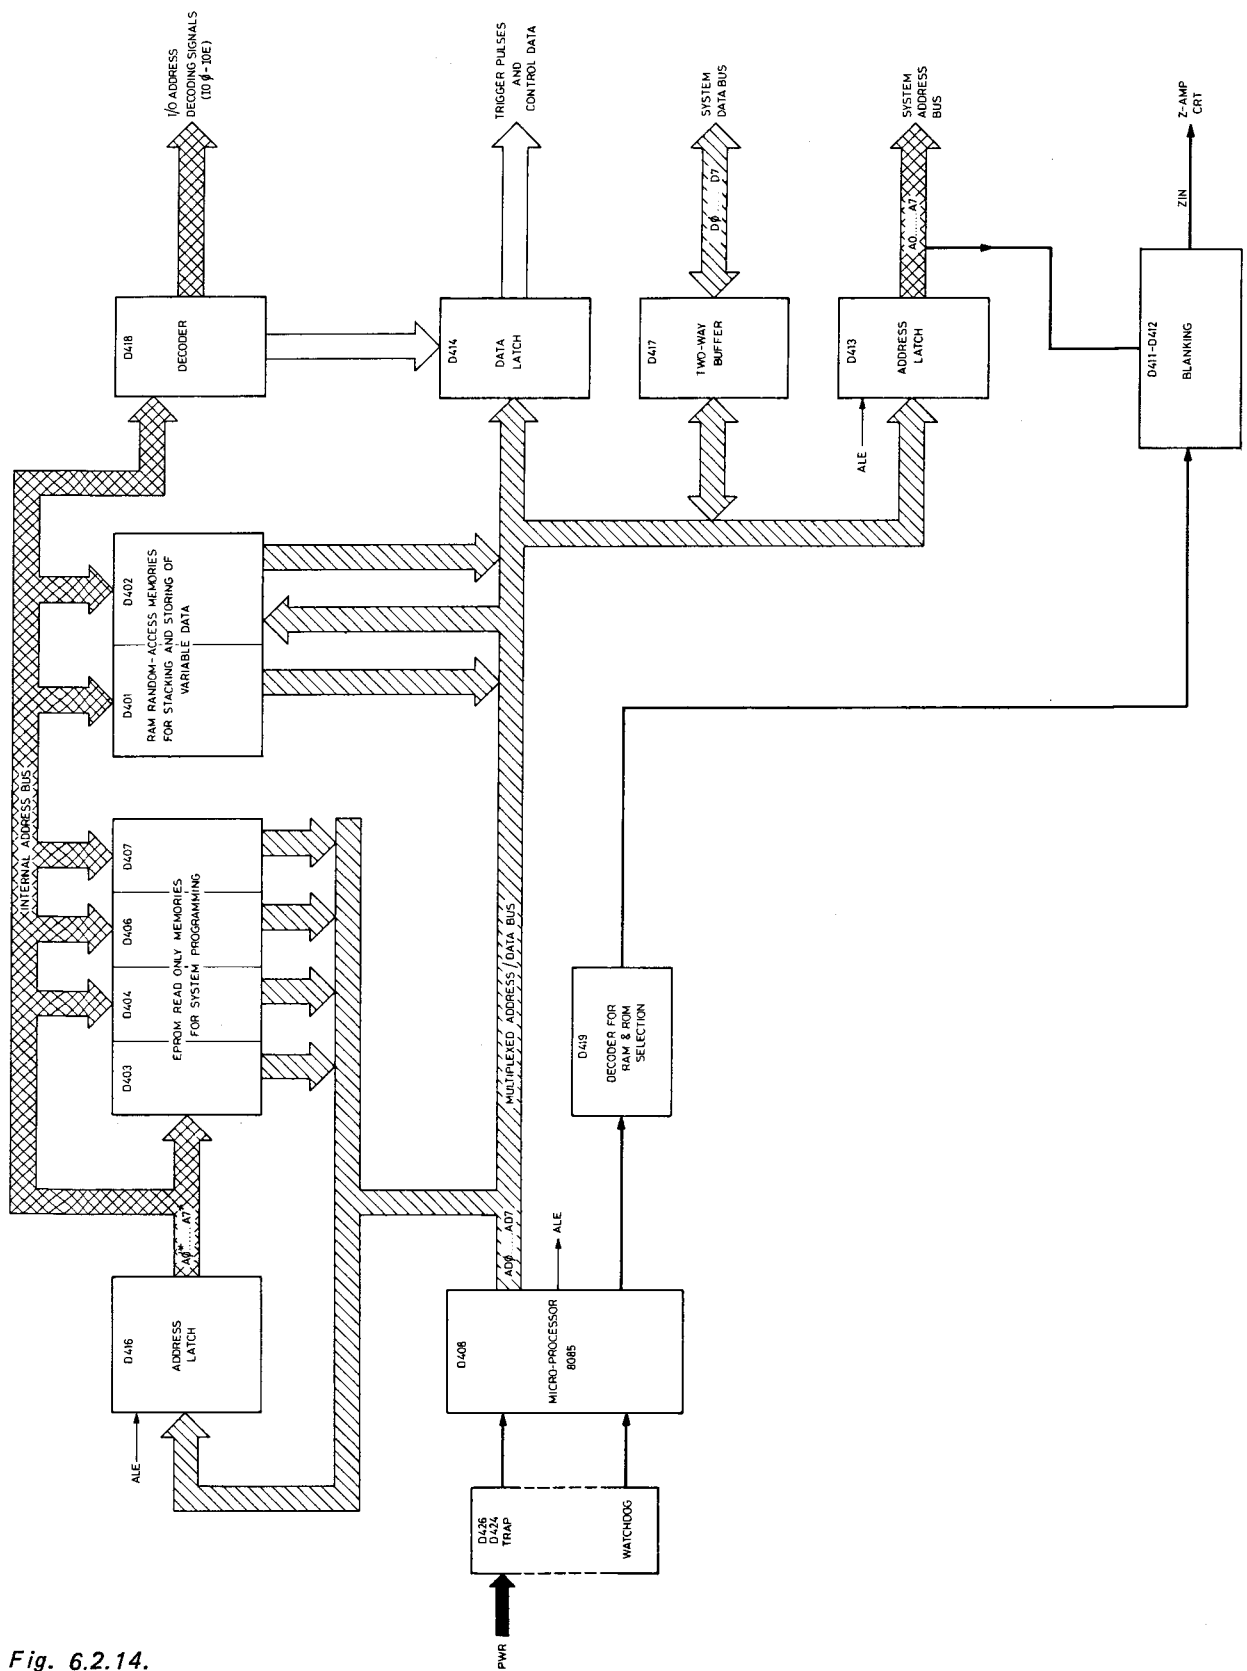 I/O ADDRESS
DECODING SIGNALS
(IOϕ-IOE)
TRIGGER PULSES
AND
CONTROL DATA
SYSTEM
DATA BUS
SYSTEM
ADDRESS
BUS
Z-AMP
CRT
D418
DECODER
D414
DATA
LATCH
D417
TWO-WAY
BUFFER
Dϕ......D7
D413
ADDRESS
LATCH
A0......A7
ALE
D411-D412
BLANKING
ZIN
D401
D402
RAM RANDOM-ACCESS MEMORIES
FOR STACKING AND STORING OF
VARIABLE DATA
INTERNAL ADDRESS BUS
D403
D404
D406
D407
EPROM READ ONLY MEMORIES
FOR SYSTEM PROGRAMMING
MULTIPLEXED ADDRESS/DATA BUS
D419
DECODER FOR
RAM & ROM
SELECTION
Aϕ*......A7*
ADϕ......AD7
ALE
D416
ADDRESS
LATCH
ALE
D408
MICRO-PROCESSOR
8085
D426
D424
TRAP
WATCHDOG
PWR
Fig. 6.2.14.